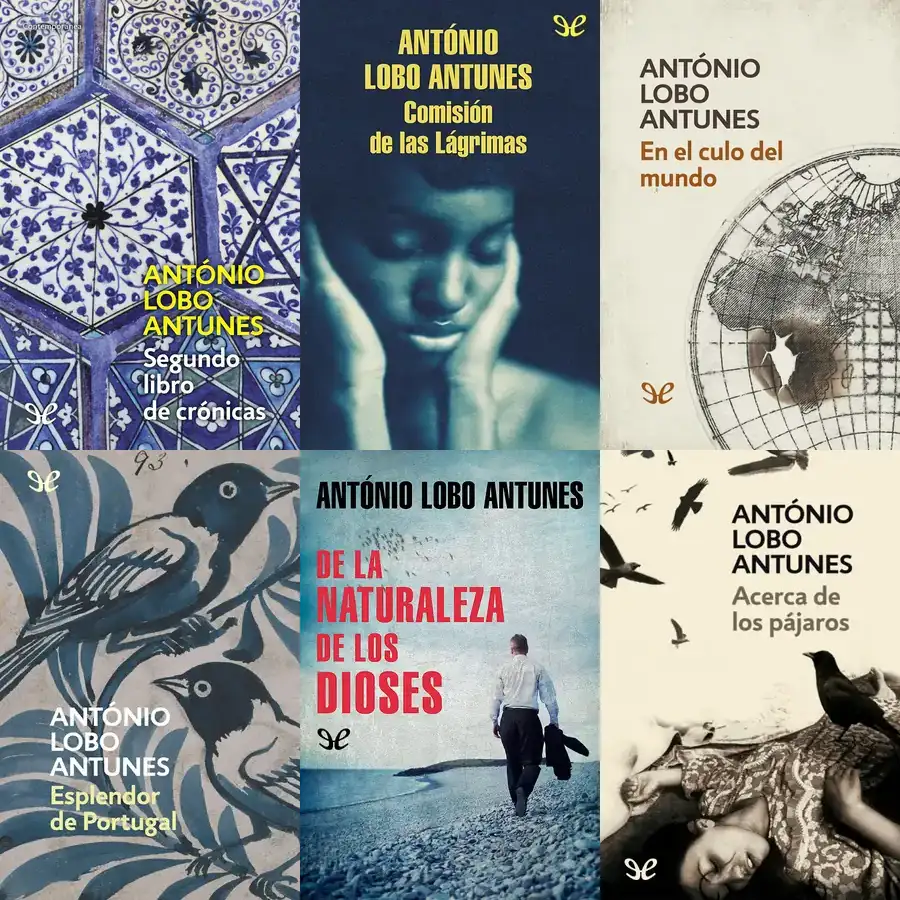 Contemporánea
ANTÓNIO
LOBO
ANTUNES
Segundo
libro
de crónicas
ANTÓNIO
LOBO ANTUNES
Comisión
de las Lágrimas
ANTÓNIO
LOBO
ANTUNES
En el culo del
mundo
93.
ANTÓNIO
LOBO
ANTUNES
Esplendor
de Portugal
ANTÓNIO LOBO ANTUNES
DE LA
NATURALEZA
DE LOS
DIOSES
ANTÓNIO
LOBO
ANTUNES
Acerca de
los pájaros